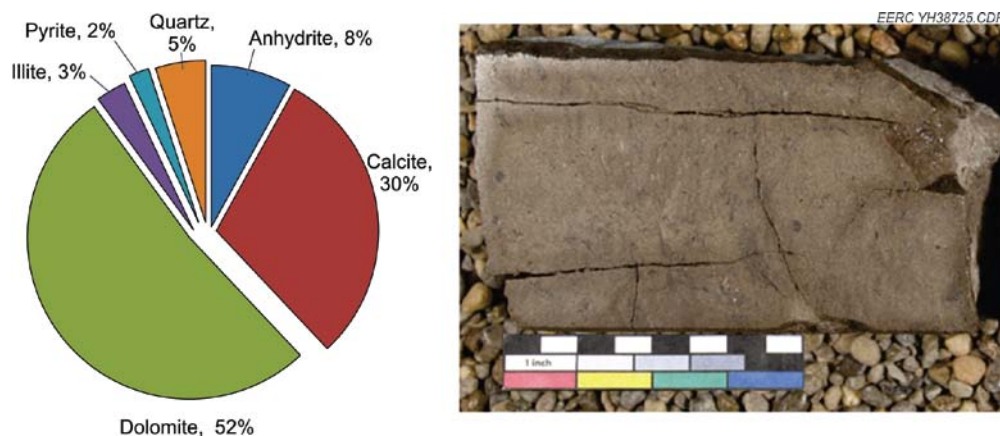 EERC YH38725.CDR
Quartz,
5%
Pyrite, 2%
Anhydrite, 8%
Illite, 3%
Calcite,
30%
1 inch
Dolomite, 52%